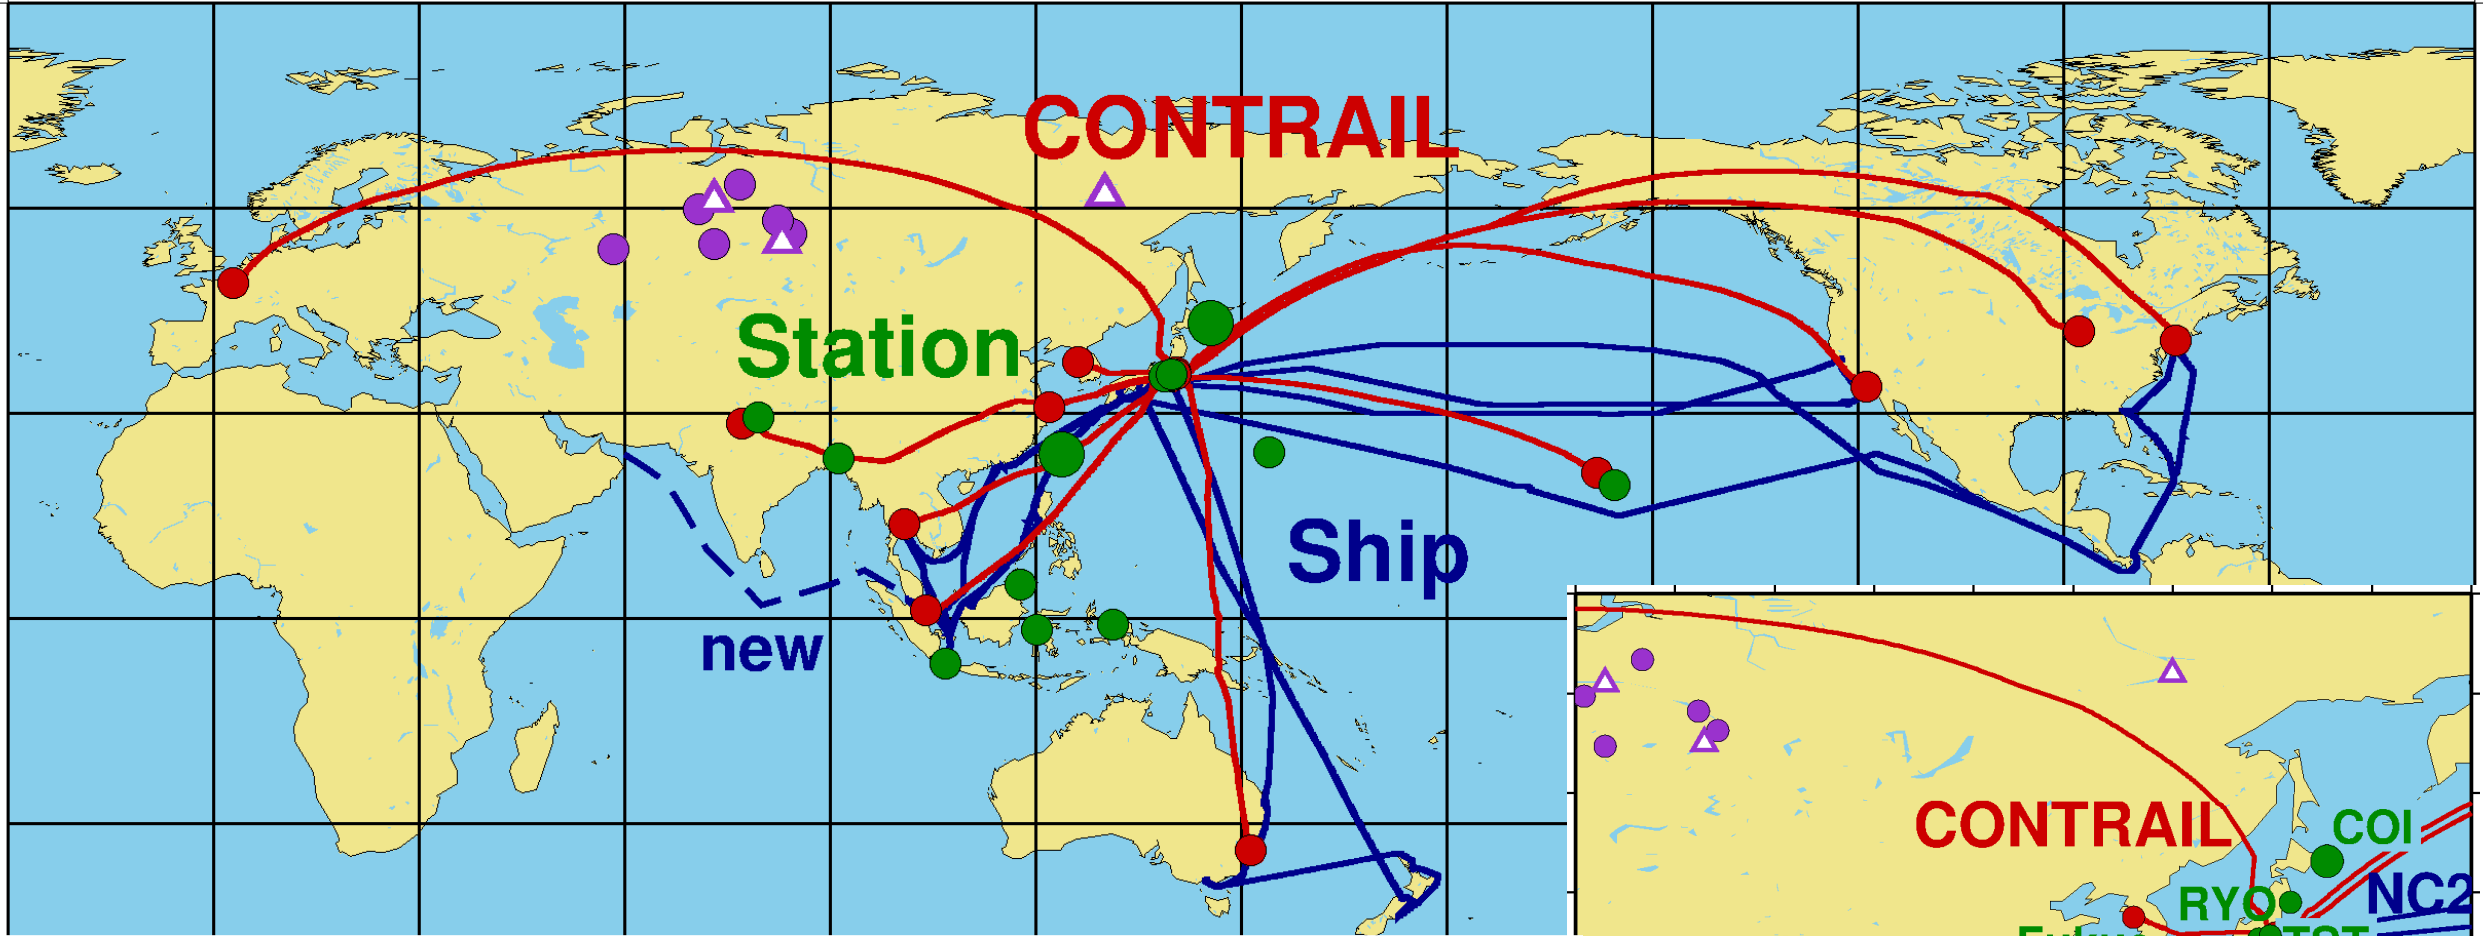 CONTRAIL
Station
Ship
new
CONTRAIL
COI
RYO
NC2